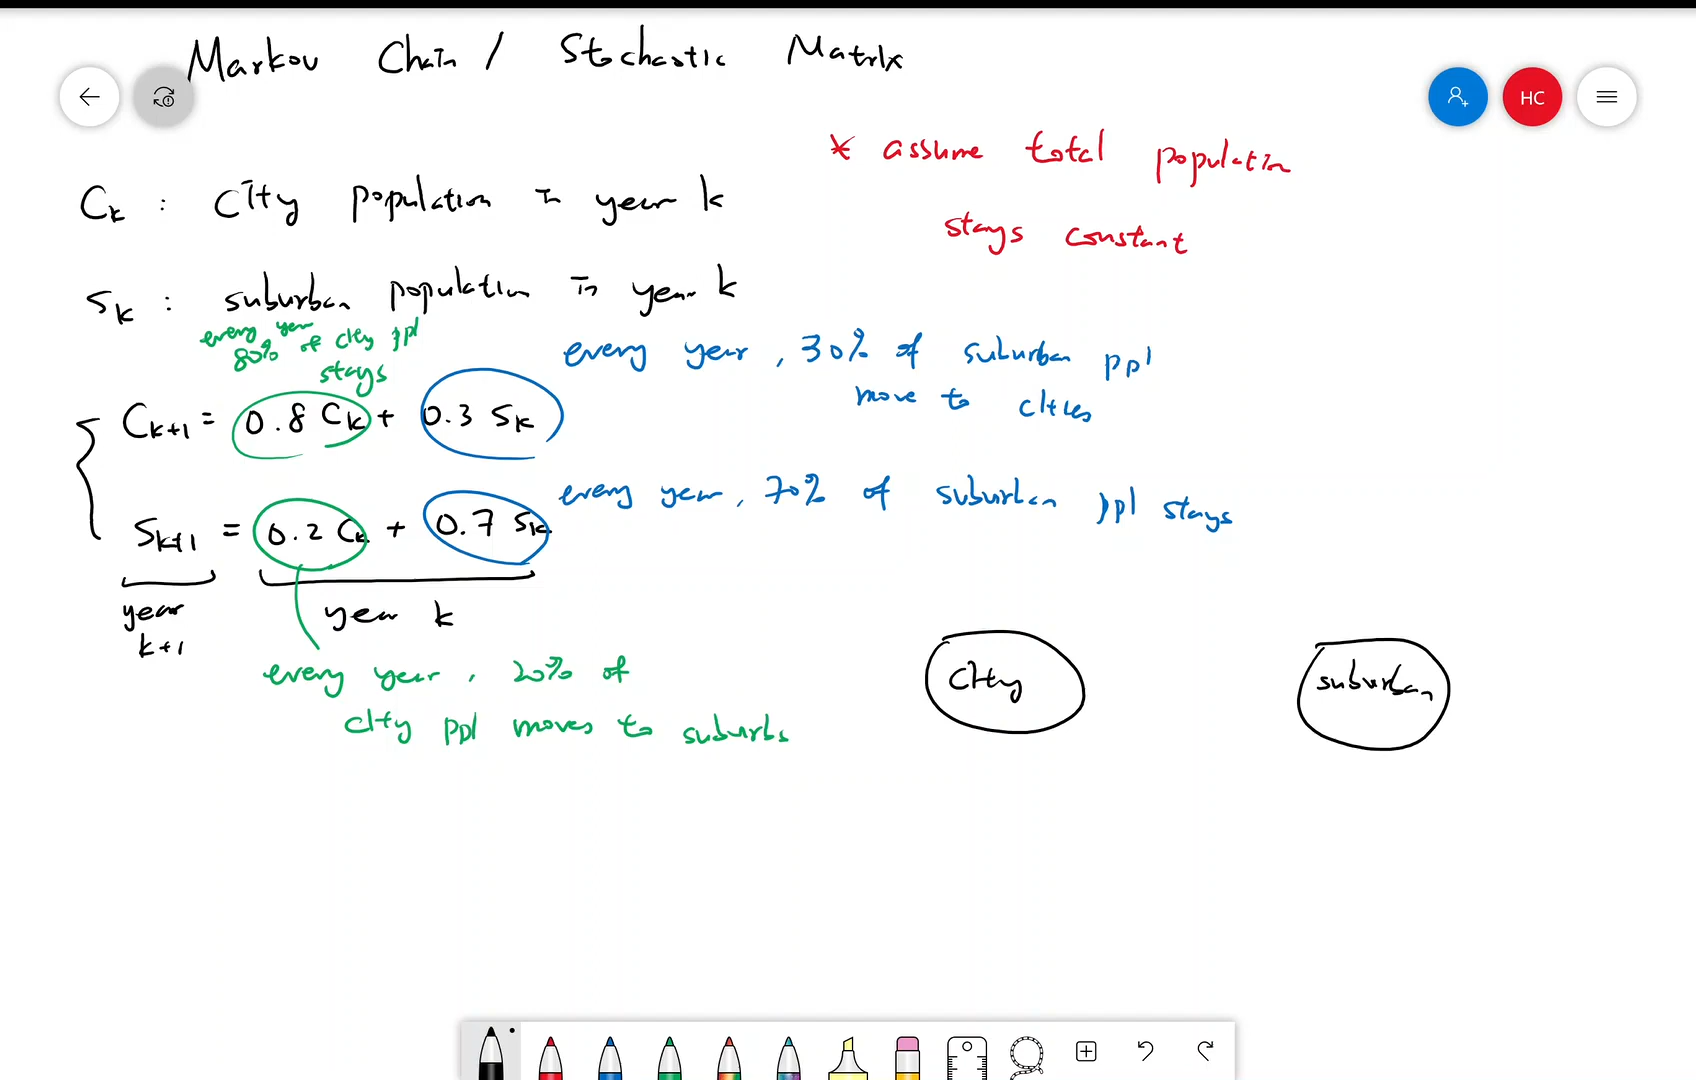 Markov Chain / Stochastic Matrix
HC
* assume total population
stays constant
Ck : City population in year k
Sk : suburban population in year k
every year
80% of city ppl
stays
every year, 30% of suburban ppl
move to cities
Ck+1 = 0.8 Ck + 0.3 Sk
every year, 70% of suburban ppl stays
Sk+1 = 0.2 Ck + 0.7 Sk
year
k+1
year k
every year, 20% of
city ppl moves to suburbs
City
suburban